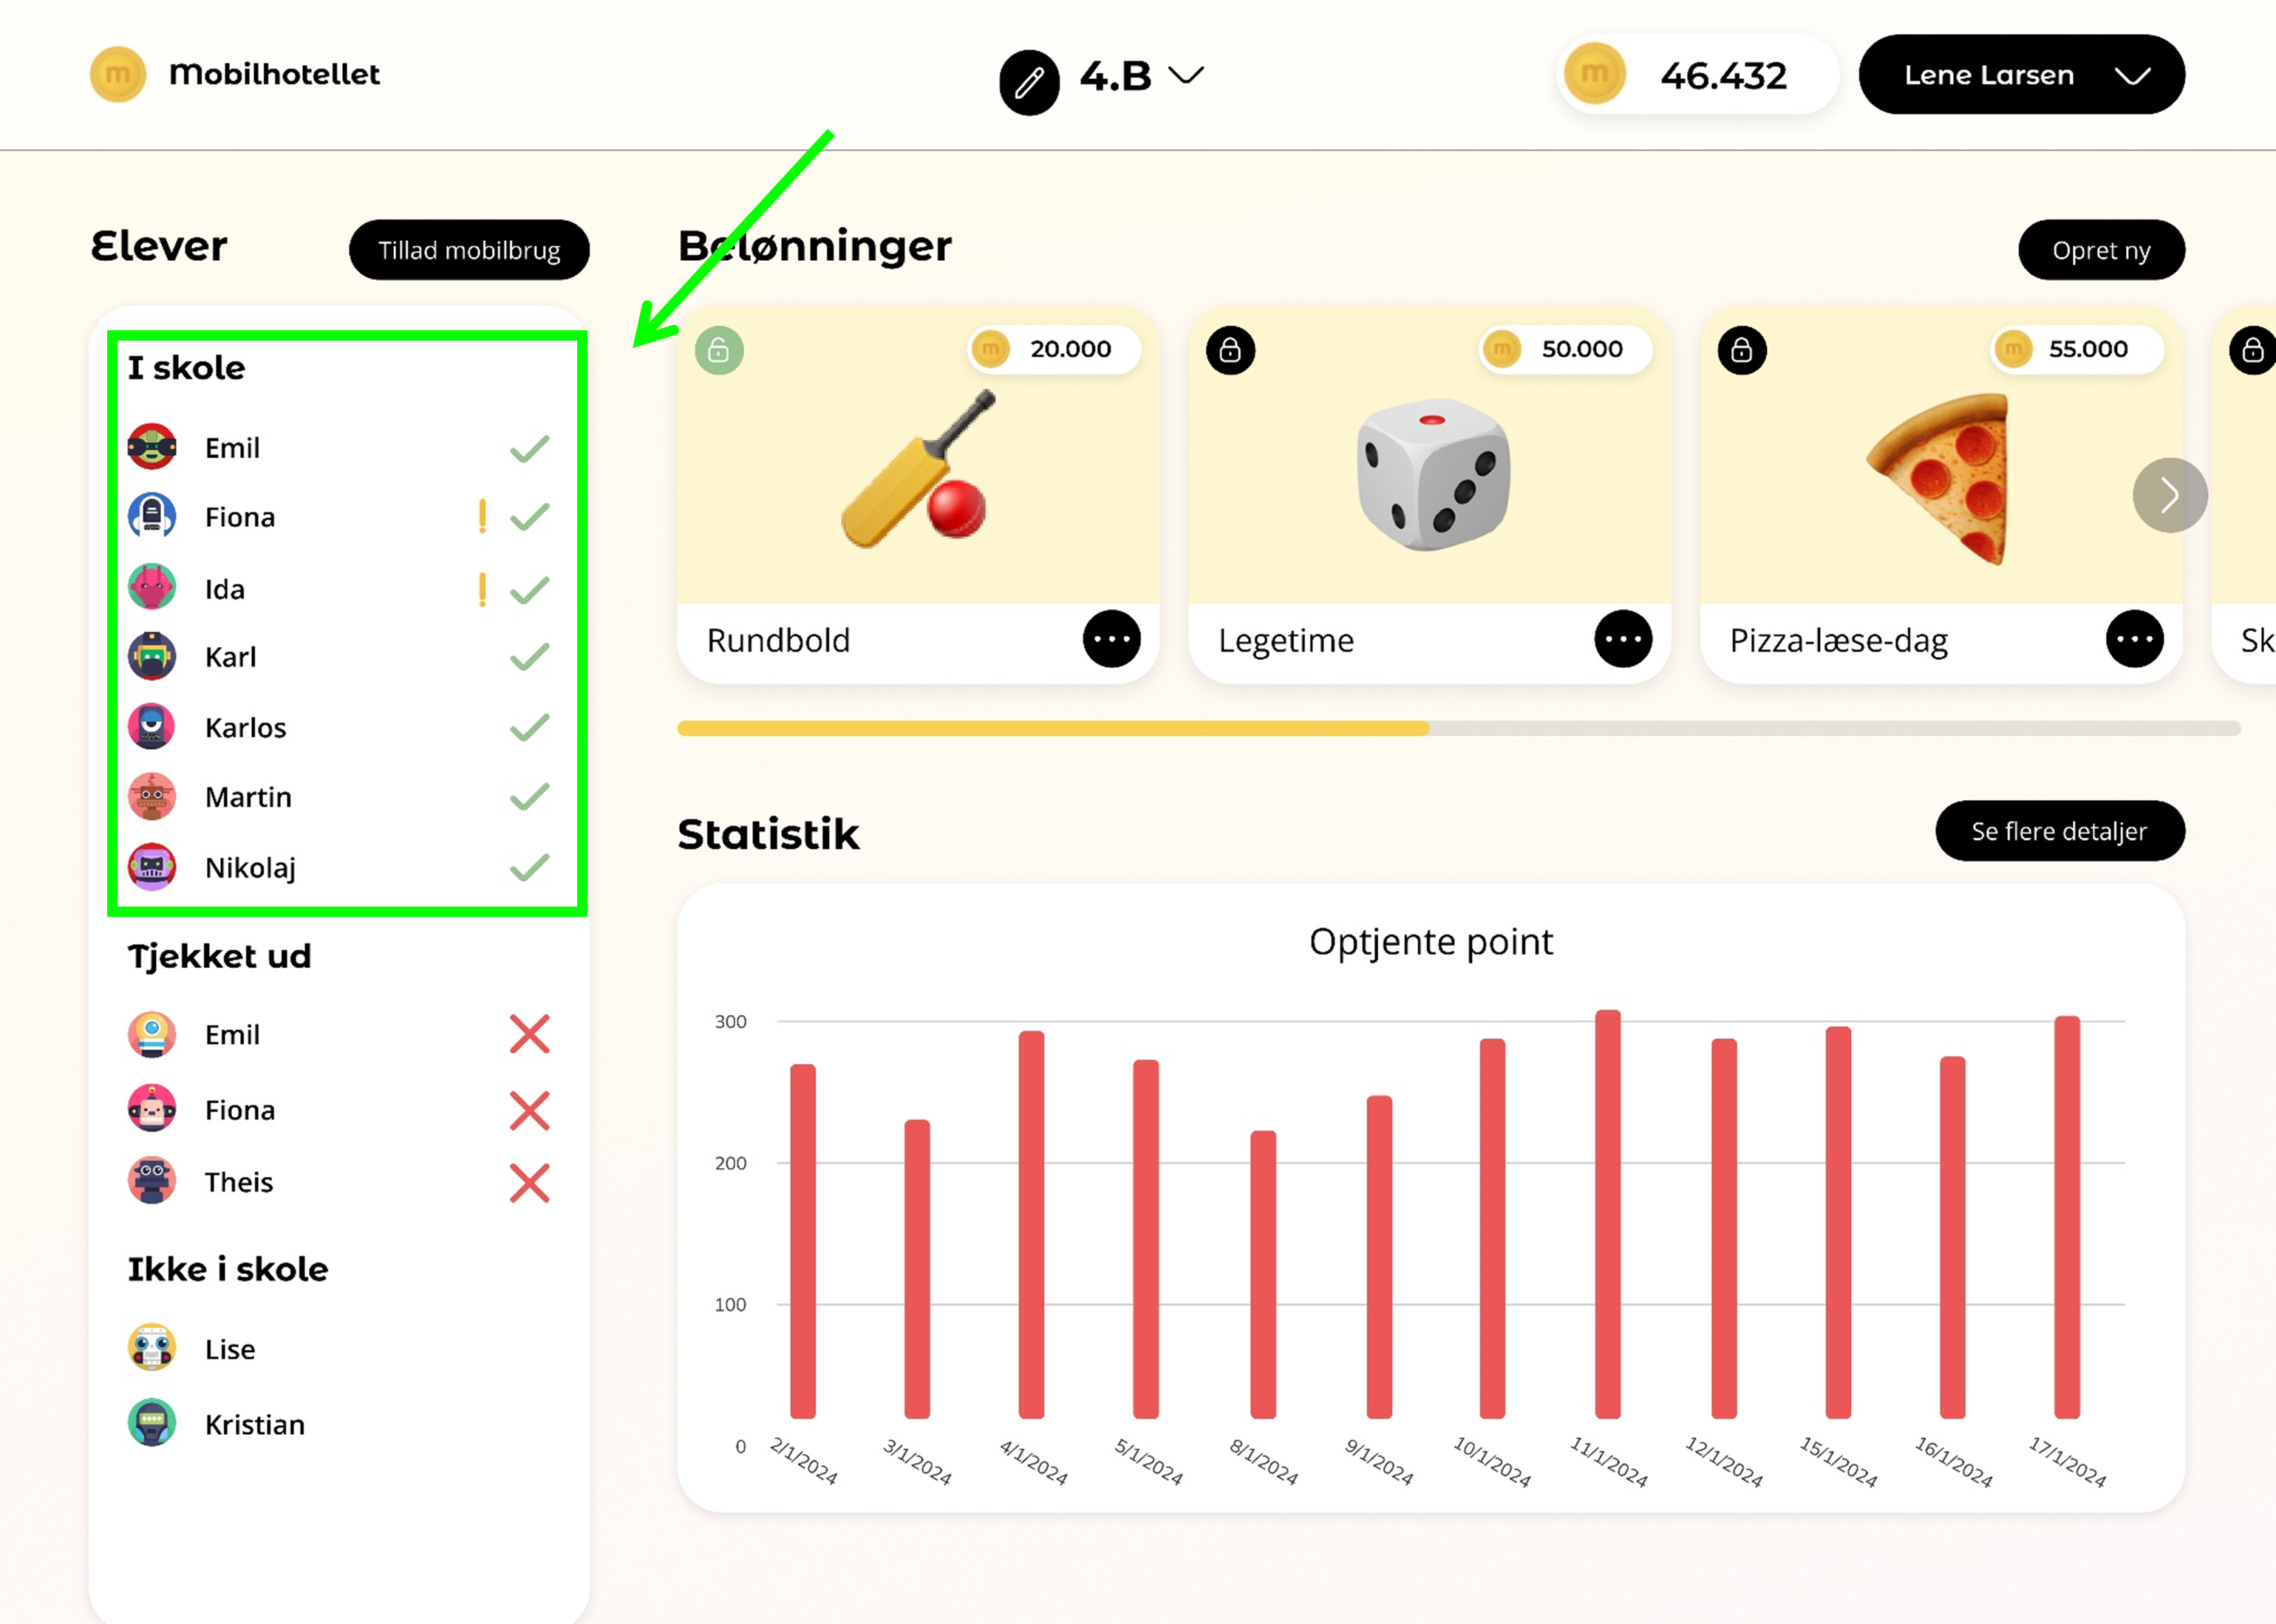 mobilhotellet
4.B
46.432
Lene Larsen
Elever
Tillad mobilbrug
I skole
Emil
Fiona
Ida
Karl
Karlos
Martin
Nikolaj
Tjekket ud
Emil
Fiona
Theis
Ikke i skole
Lise
Kristian
Belønninger
Opret ny
20.000
Rundbold
50.000
Legetime
55.000
Pizza-læse-dag
Sk
Statistik
Se flere detaljer
Optjente point
300
200
100
0
2/1/2024
3/1/2024
4/1/2024
5/1/2024
8/1/2024
9/1/2024
10/1/2024
11/1/2024
12/1/2024
15/1/2024
16/1/2024
17/1/2024